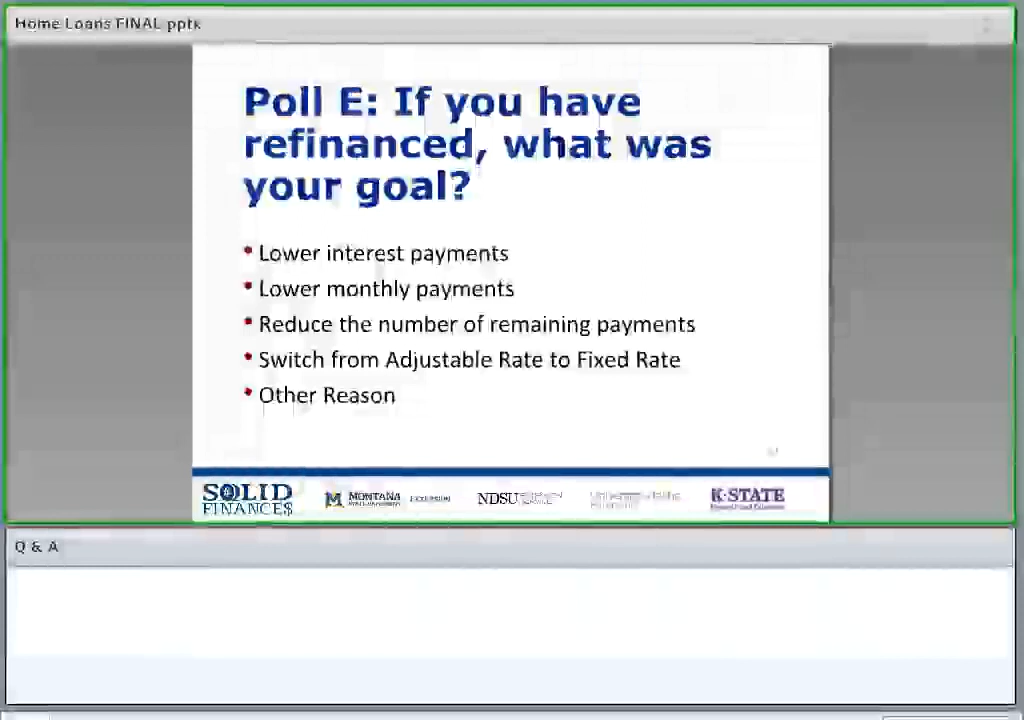 Home Loans FINAL.pptx
Poll E: If you have
refinanced, what was
your goal?
• Lower interest payments
• Lower monthly payments
• Reduce the number of remaining payments
• Switch from Adjustable Rate to Fixed Rate
• Other Reason
SOLID
FINANCE$
M MONTANA
EXTENSION
NDSU
K-STATE
Q & A